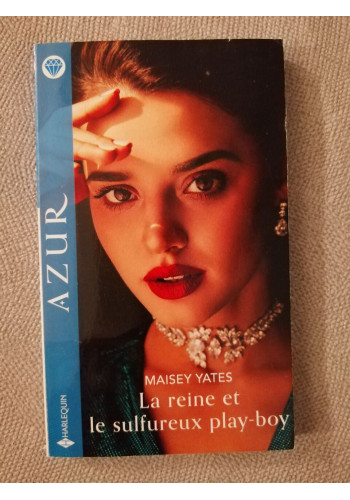 AZUR
HARLEQUIN
MAISEY YATES
La reine et
le sulfureux play-boy